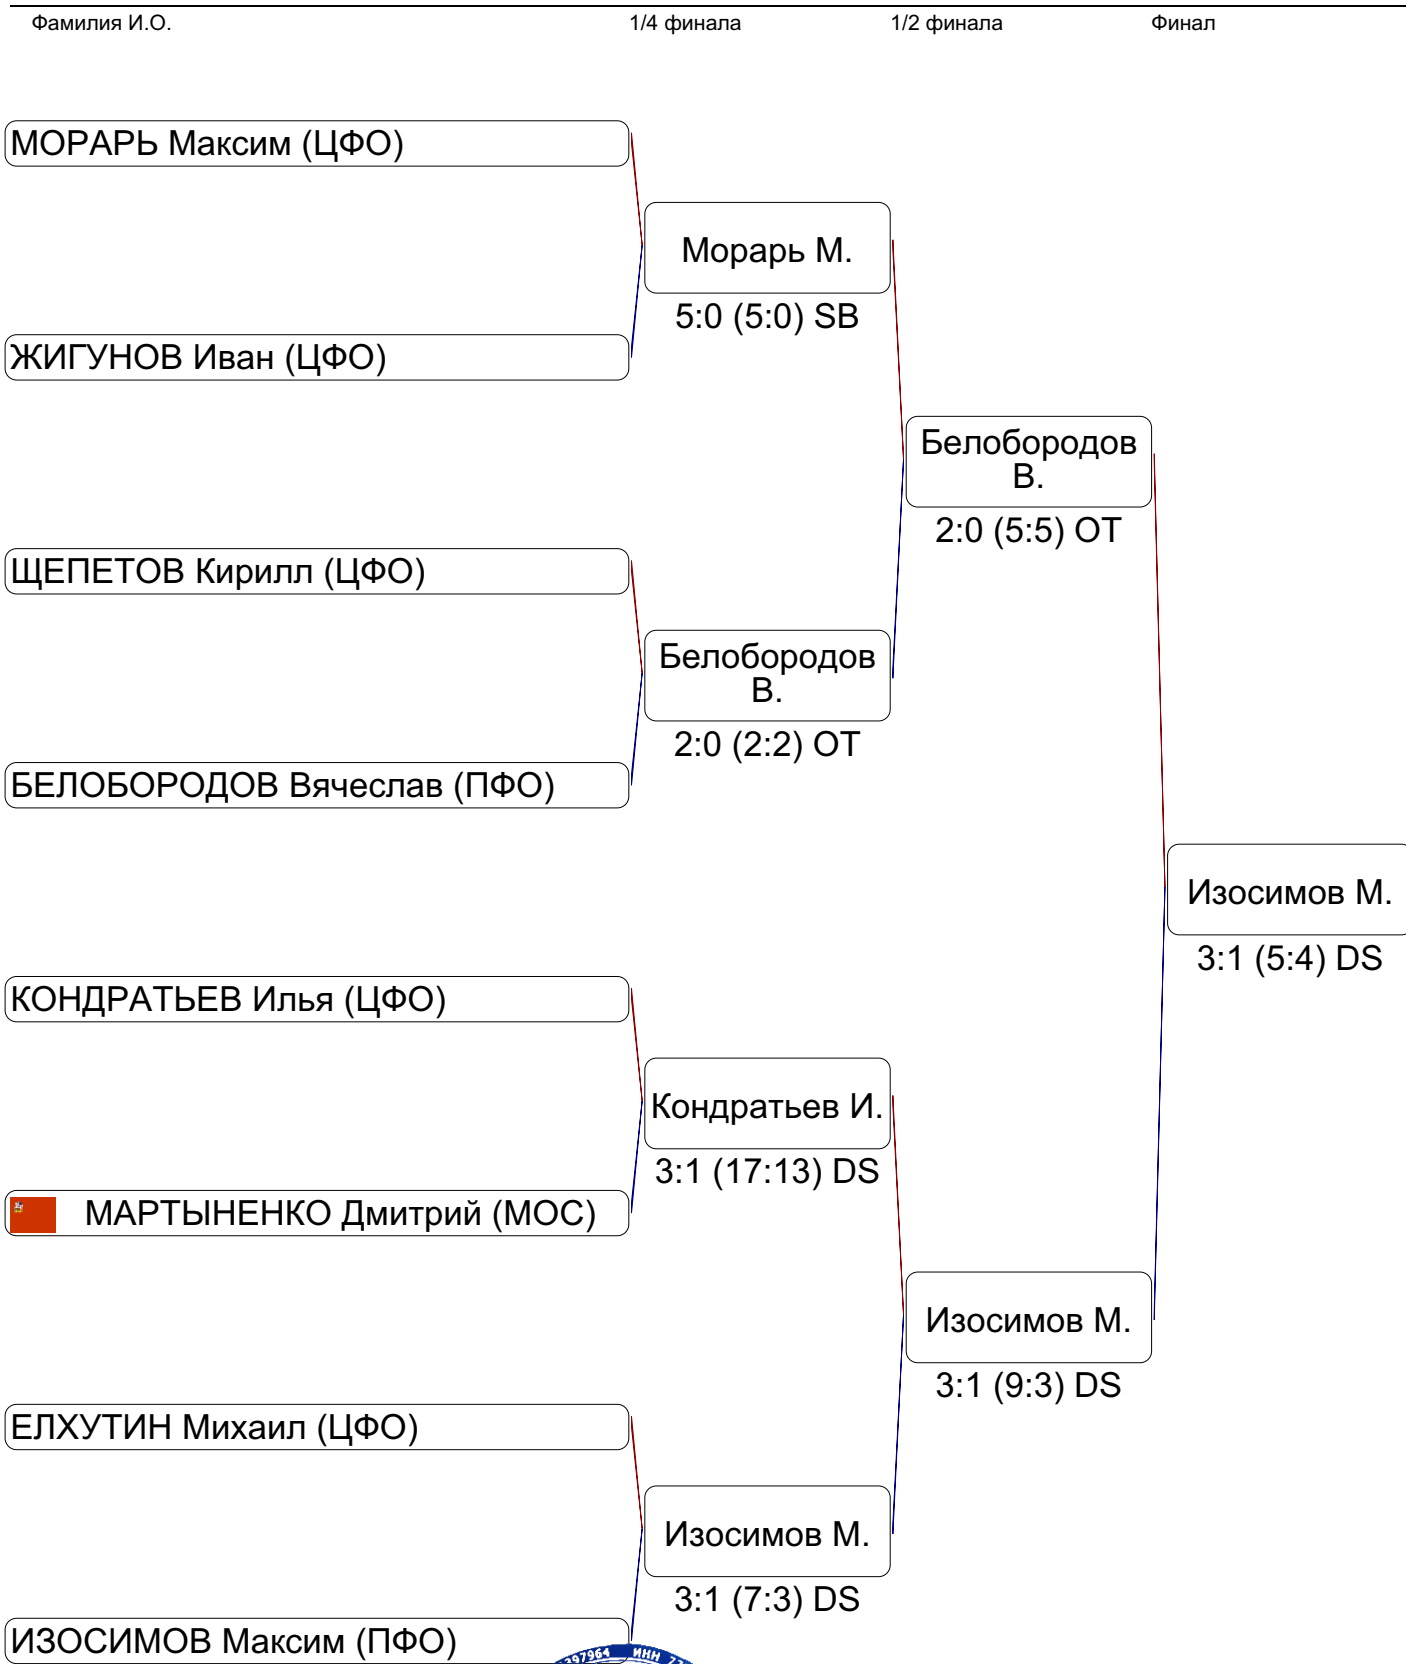 Фамилия И.О. 1/4 финала 1/2 финала Финал
МОРАРЬ Максим (ЦФО)
Морарь М.
5:0 (5:0) SB
ЖИГУНОВ Иван (ЦФО)
Белобородов
В.
2:0 (5:5) OT
ЩЕПЕТОВ Кирилл (ЦФО)
Белобородов
В.
2:0 (2:2) OT
БЕЛОБОРОДОВ Вячеслав (ПФО)
Изосимов М.
3:1 (5:4) DS
КОНДРАТЬЕВ Илья (ЦФО)
Кондратьев И.
3:1 (17:13) DS
МАРТЫНЕНКО Дмитрий (МОС)
Изосимов М.
3:1 (9:3) DS
ЕЛХУТИН Михаил (ЦФО)
Изосимов М.
3:1 (7:3) DS
ИЗОСИМОВ Максим (ПФО)
397964 ИНН 77